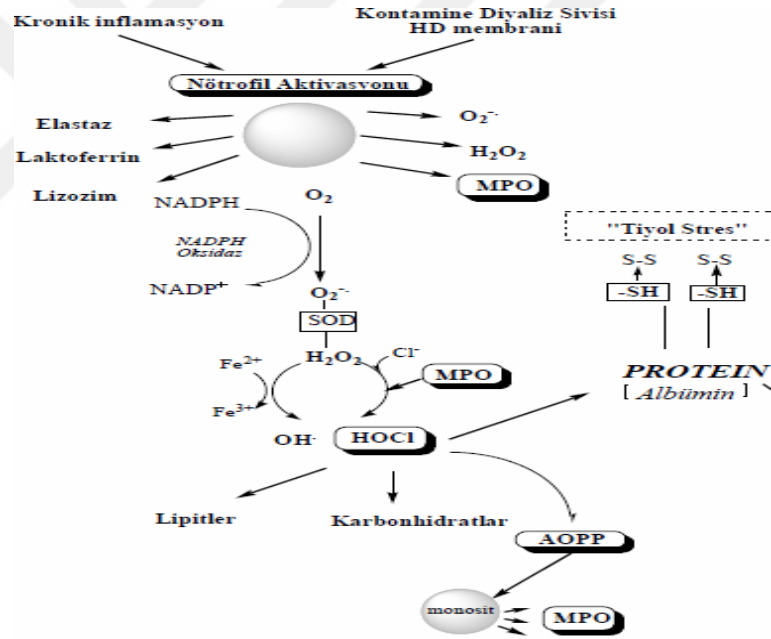 Kronik inflamasyon
Kontamine Diyaliz Sivisi
HD membrani
Nötrofil Aktivasyonu
Elastaz
Laktoferrin
Lizozim
O₂⁻·
H₂O₂
MPO
NADPH
O₂
NADPH
Oksidaz
NADP⁺
O₂⁻·
SOD
H₂O₂
Fe²⁺
Fe³⁺
Cl⁻
MPO
OH·
HOCl
"Tiyol Stres"
S-S S-S
-SH -SH
PROTEIN
[ Albümin ]
Lipitler
Karbonhidratlar
AOPP
monosit
MPO